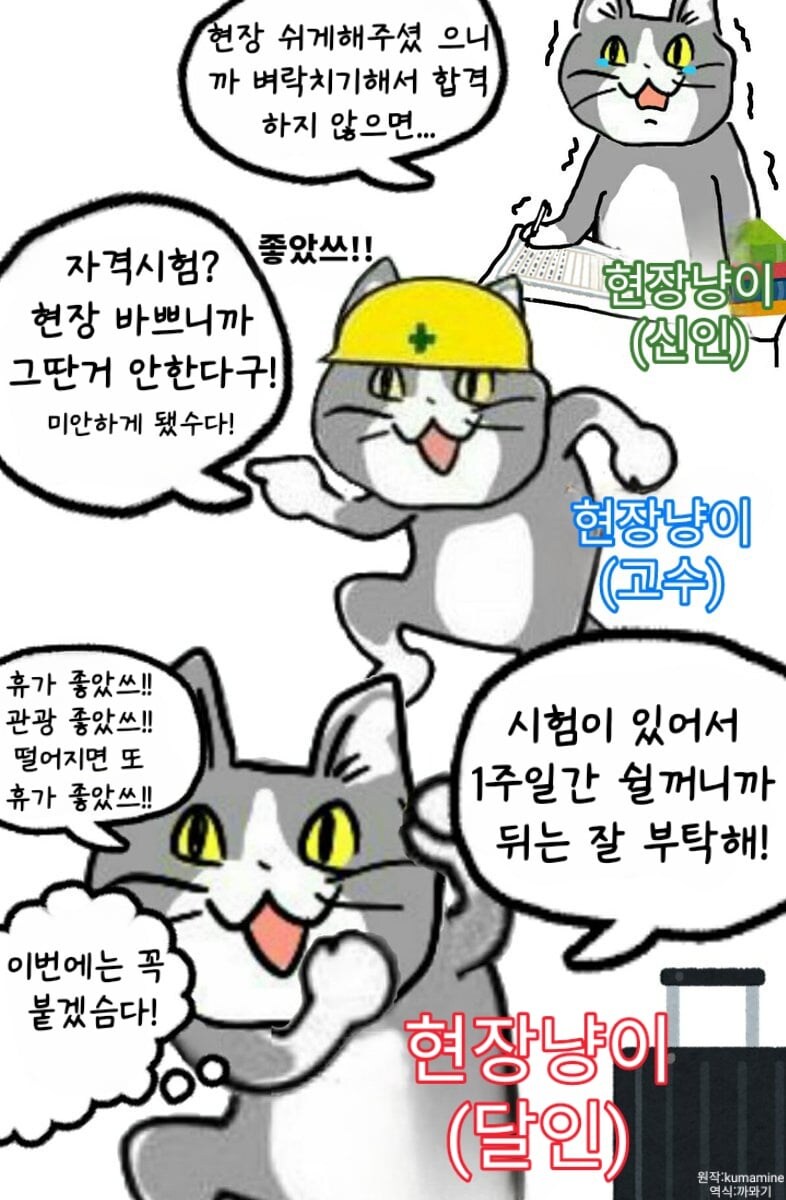 현장 쉬게해주셨 으니
까 벼락치기해서 합격
하지 않으면...
현장냥이
(신인)
좋았쓰!!
자격시험?
현장 바쁘니까
그딴거 안한다구!
미안하게 됐수다!
현장냥이
(고수)
휴가 좋았쓰!!
관광 좋았쓰!!
떨어지면 또
휴가 좋았쓰!!
시험이 있어서
1주일간 쉴꺼니까
뒤는 잘 부탁해!
이번에는 꼭
붙겠슴다!
현장냥이
(달인)
원작:kumamine
역식:까봐기